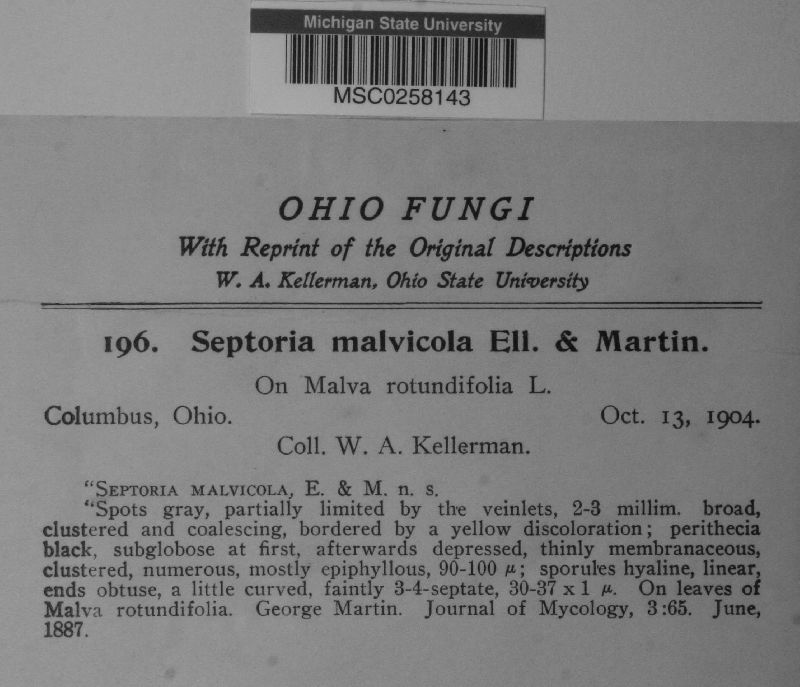 Michigan State University
MSC0258143
OHIO FUNGI
With Reprint of the Original Descriptions
W. A. Kellerman, Ohio State University
196. Septoria malvicola Ell. & Martin.
On Malva rotundifolia L.
Columbus, Ohio. Oct. 13, 1904.
Coll. W. A. Kellerman.
"SEPTORIA MALVICOLA, E. & M. n. s.
"Spots gray, partially limited by the veinlets, 2-3 millim. broad,
clustered and coalescing, bordered by a yellow discoloration; perithecia
black, subglobose at first, afterwards depressed, thinly membranaceous,
clustered, numerous, mostly epiphyllous, 90-100 µ; sporules hyaline, linear,
ends obtuse, a little curved, faintly 3-4-septate, 30-37 x 1 µ. On leaves of
Malva rotundifolia. George Martin. Journal of Mycology, 3:65. June,
1887.